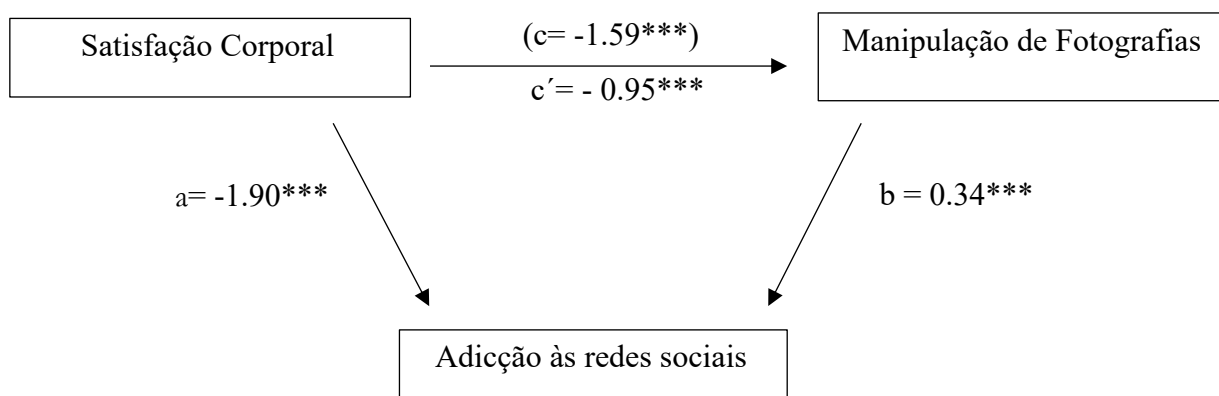 Satisfação Corporal
(c= -1.59***)
c´= - 0.95***
Manipulação de Fotografias
a= -1.90***
b = 0.34***
Adicção às redes sociais